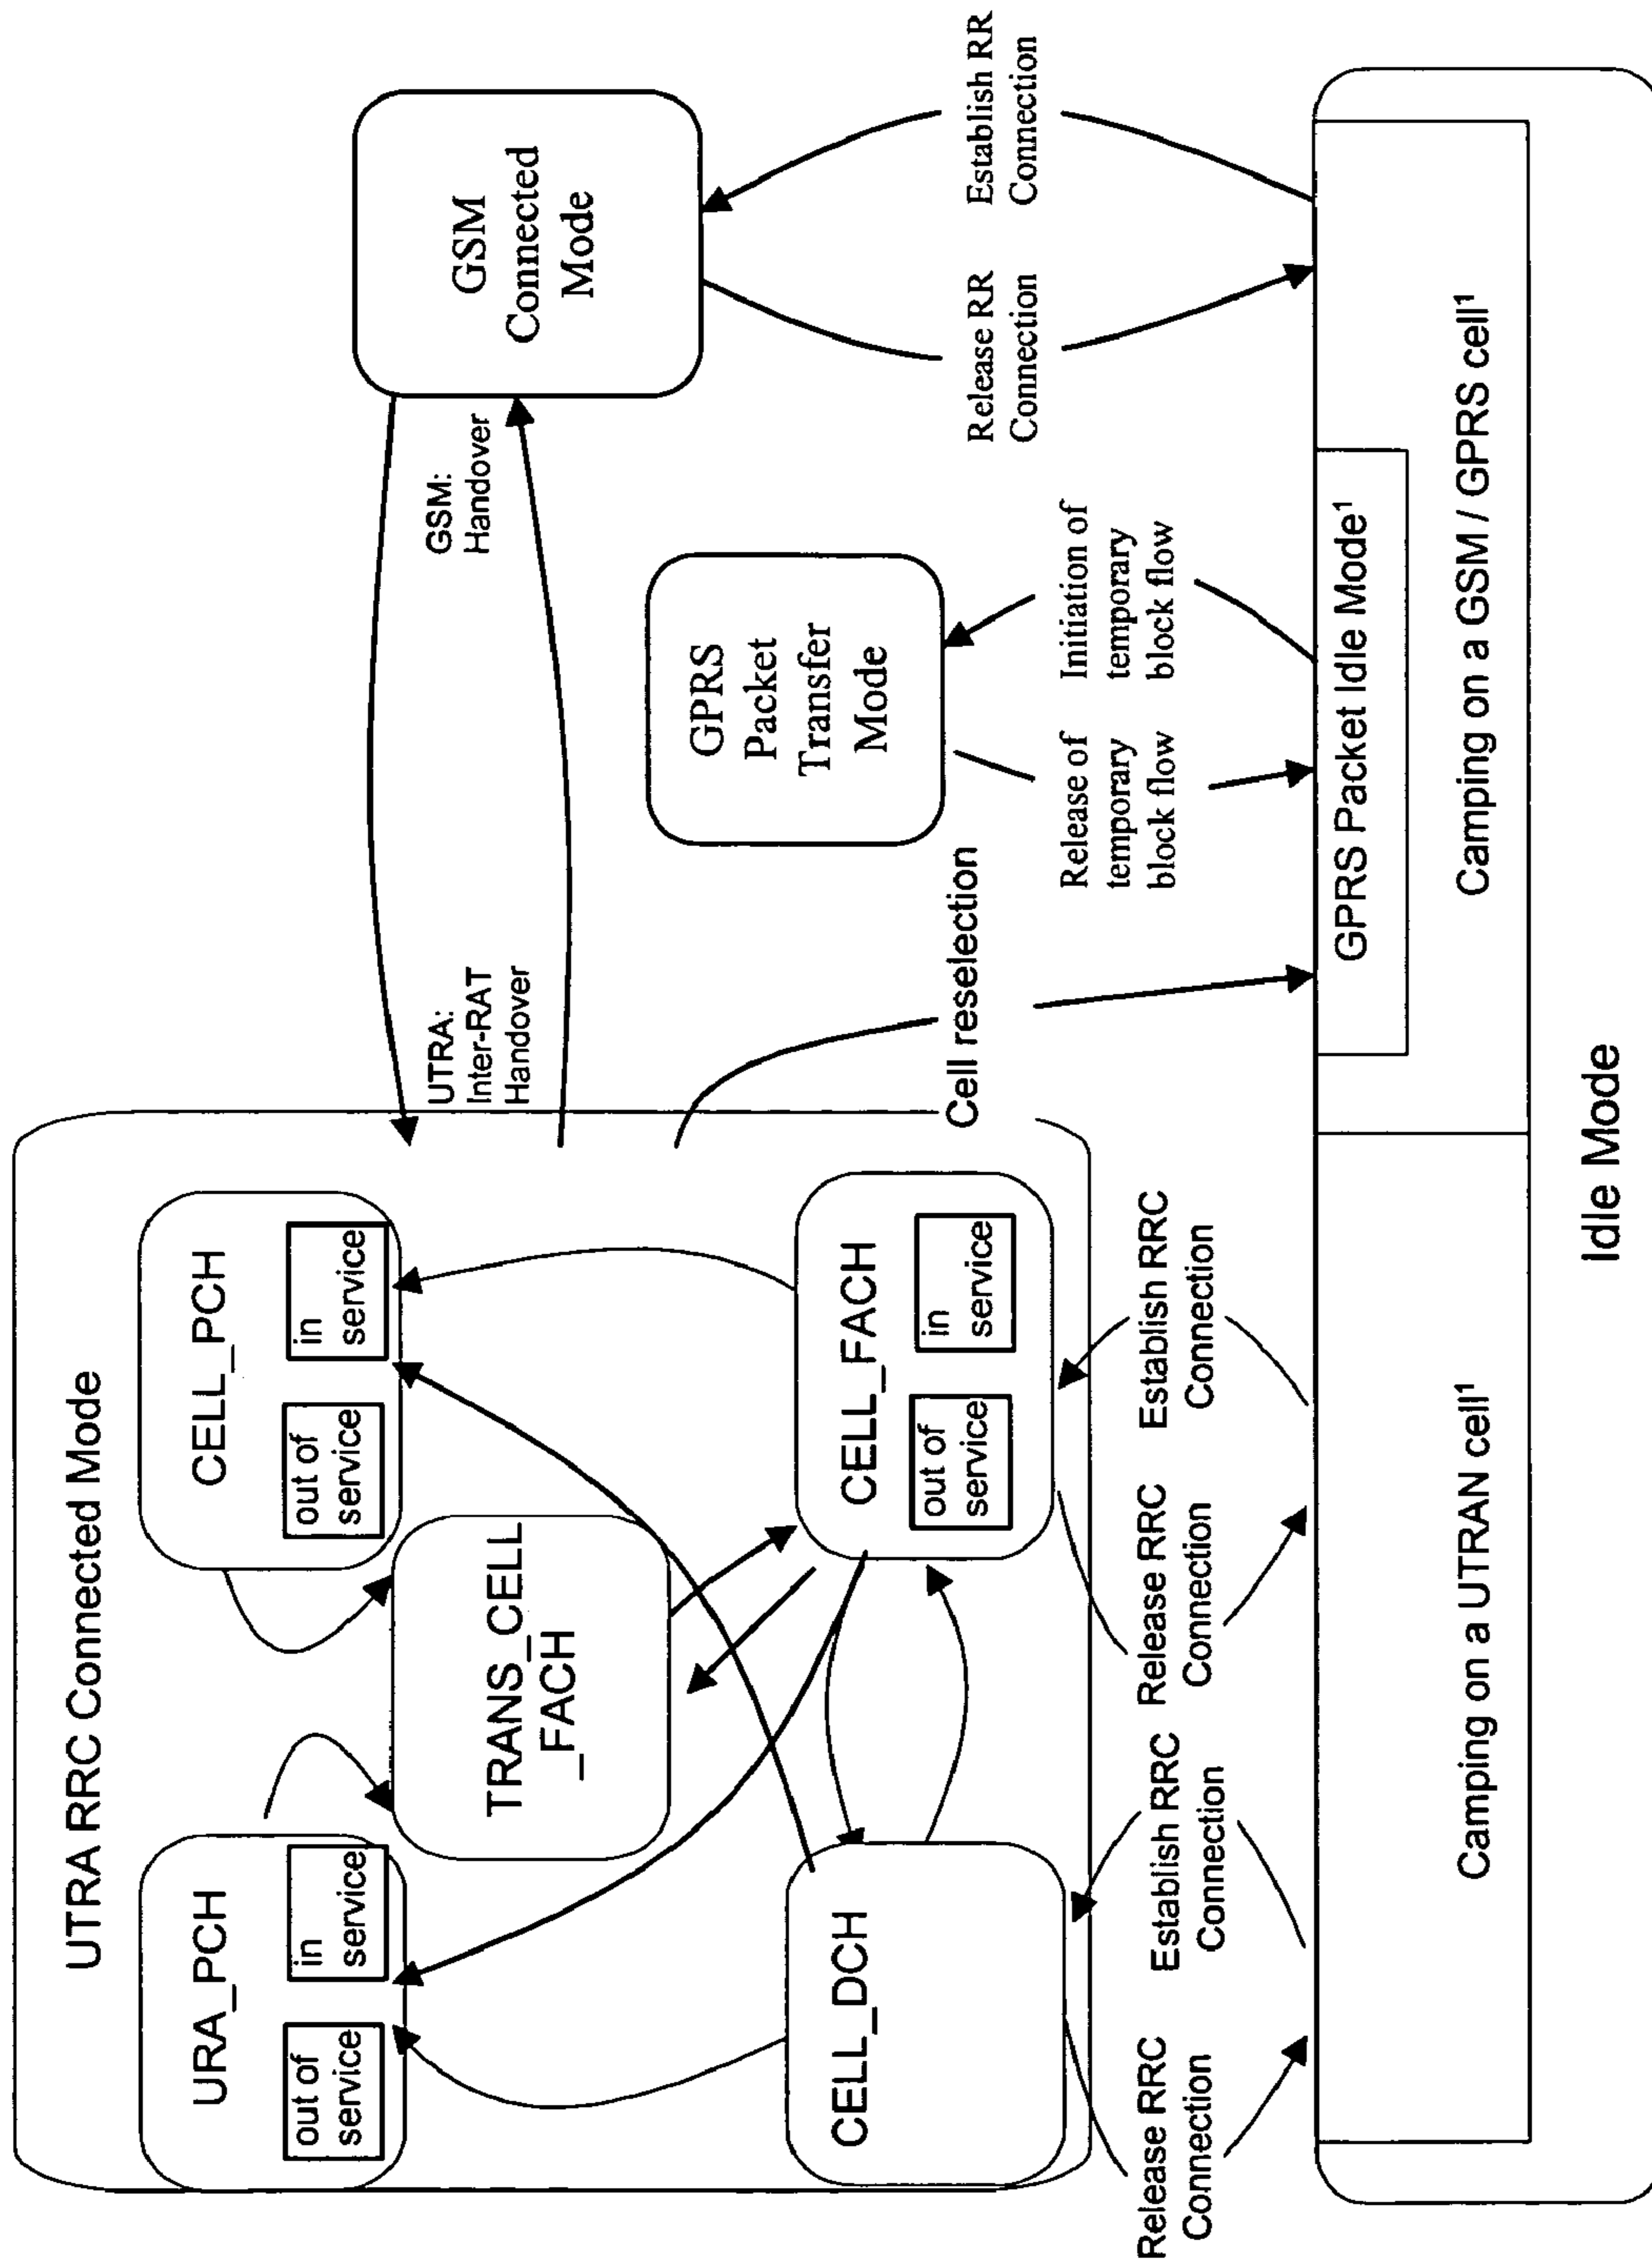 UTRA RRC Connected Mode
URA_PCH
out of
service
in
service
CELL_PCH
out of
service
in
service
TRANS_CELL
_FACH
CELL_DCH
CELL_FACH
out of
service
in
service
UTRA:
Inter-RAT
Handover
GSM:
Handover
GSM
Connected
Mode
GPRS
Packet
Transfer
Mode
Cell reselection
Release RRC
Connection
Establish RRC
Connection
Release RRC
Connection
Establish RRC
Connection
Release of
temporary
block flow
Initiation of
temporary
block flow
Release RR
Connection
Establish RR
Connection
GPRS Packet Idle Mode¹
Camping on a UTRAN cell¹
Camping on a GSM / GPRS cell¹
Idle Mode